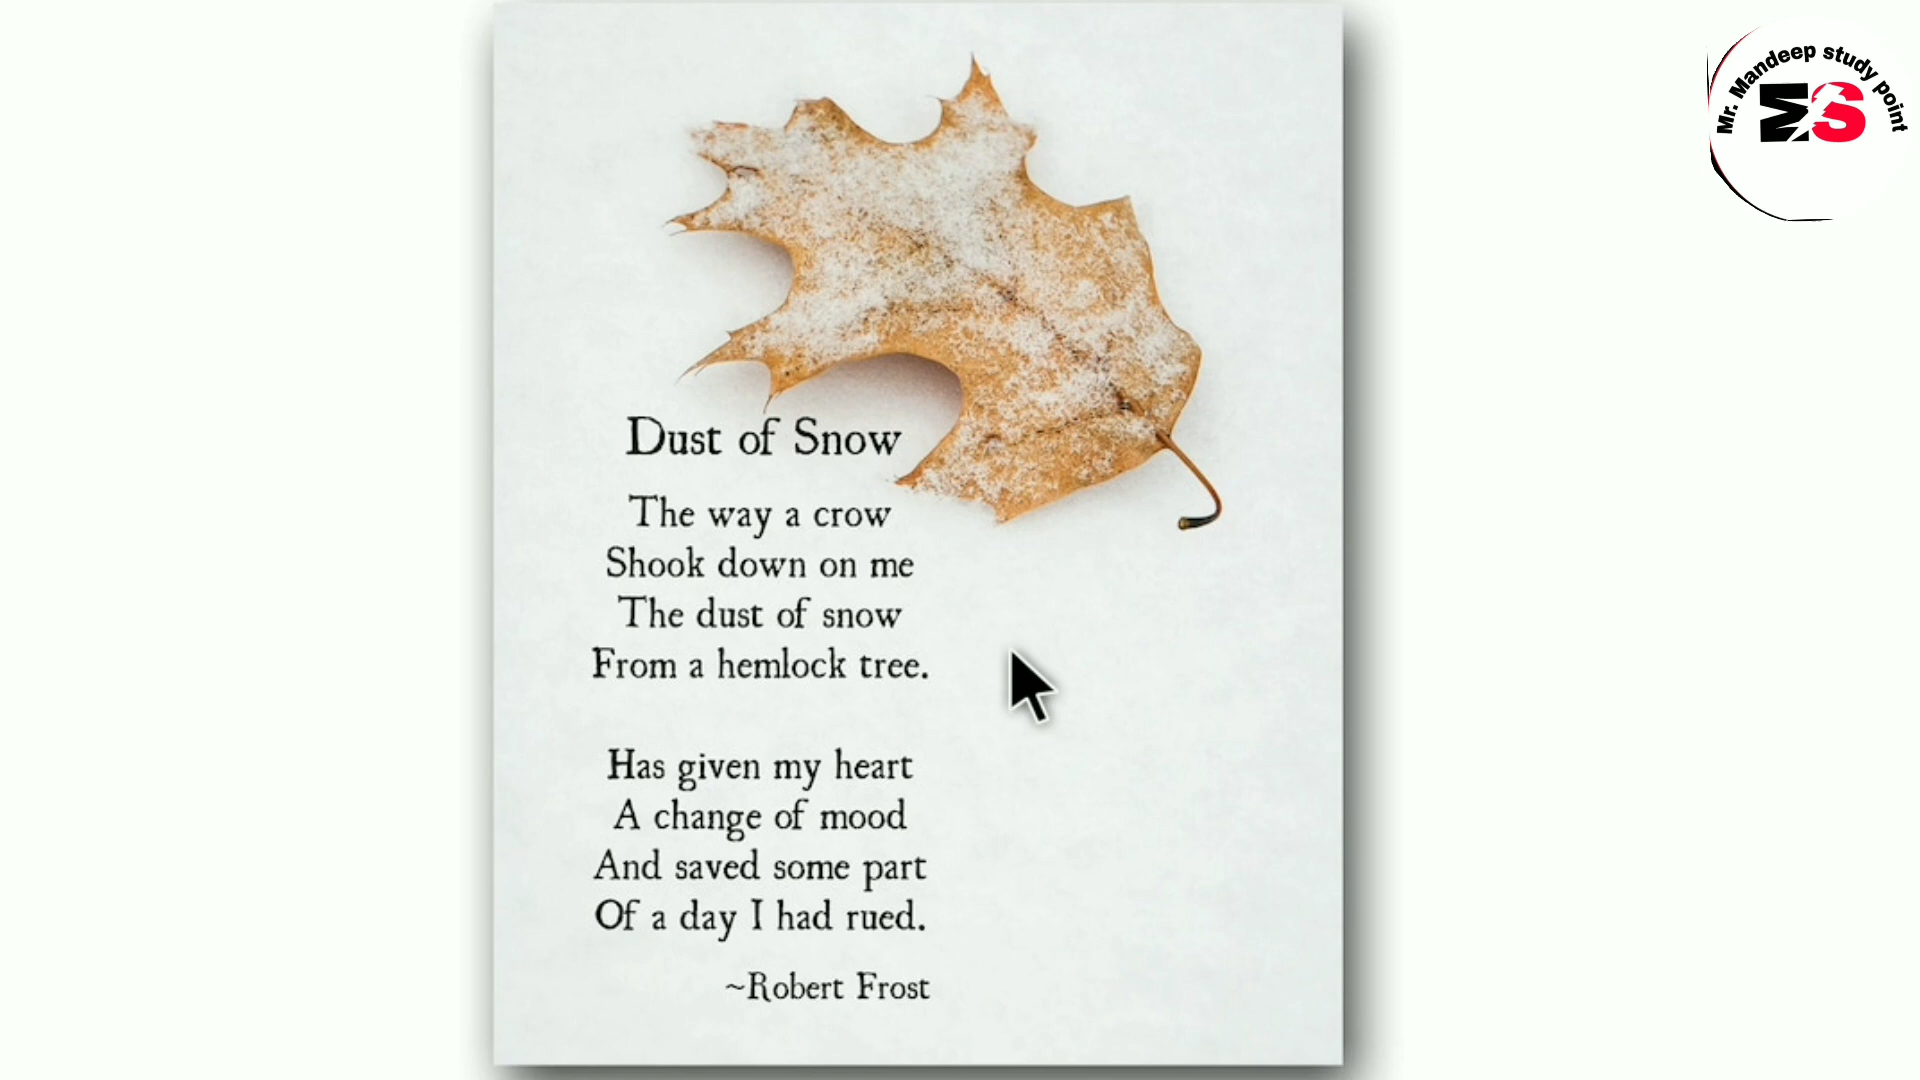 Mr. Mandeep study point
MS
Dust of Snow
The way a crow
Shook down on me
The dust of snow
From a hemlock tree.
Has given my heart
A change of mood
And saved some part
Of a day I had rued.
~Robert Frost